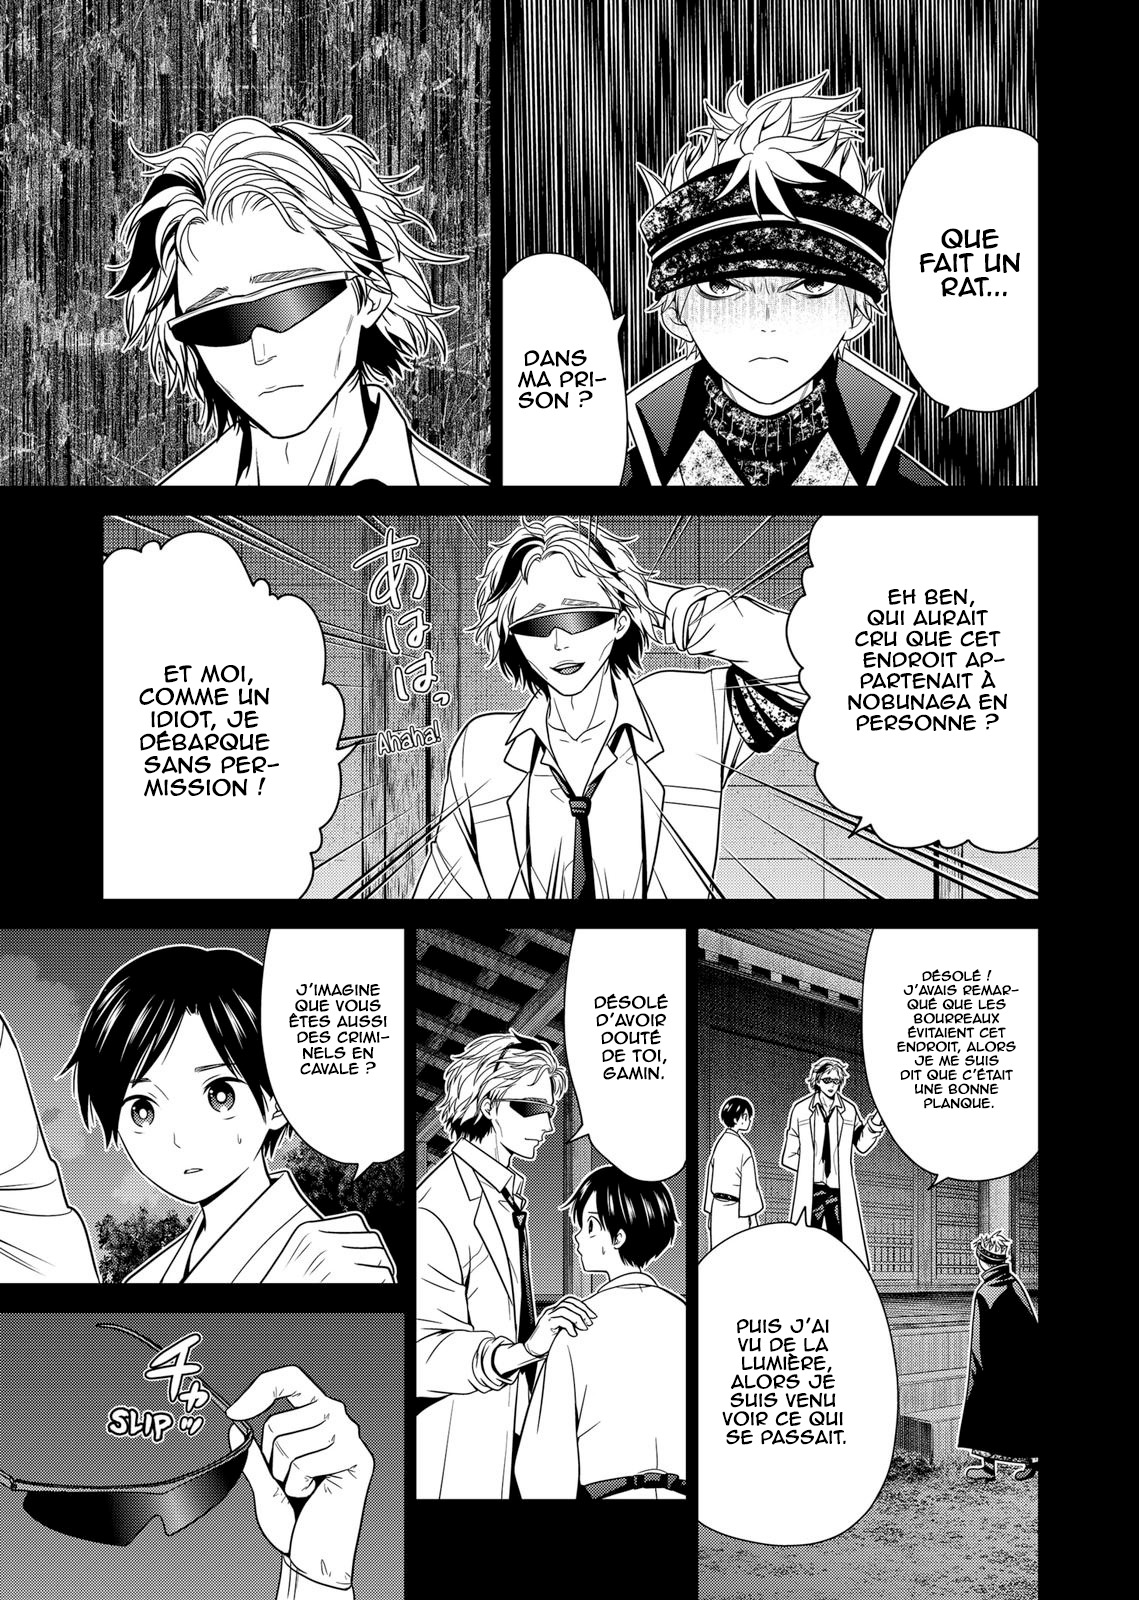 QUE
FAIT UN
RAT...
DANS
MA PRI-
SON ?
EH BEN,
QUI AURAIT
CRU QUE CET
ENDROIT AP-
PARTENAIT À
NOBUNAGA EN
PERSONNE ?
あははっ
Ahaha!
ET MOI,
COMME UN
IDIOT, JE
DÉBARQUE
SANS PER-
MISSION !
DÉSOLÉ !
J'AVAIS REMAR-
QUÉ QUE LES
BOURREAUX
ÉVITAIENT CET
ENDROIT, ALORS
JE ME SUIS
DIT QUE C'ÉTAIT
UNE BONNE
PLANQUE.
PUIS J'AI
VU DE LA
LUMIÈRE,
ALORS JE
SUIS VENU
VOIR CE QUI
SE PASSAIT.
DÉSOLÉ
D'AVOIR
DOUTÉ
DE TOI,
GAMIN.
J'IMAGINE
QUE VOUS
ÊTES AUSSI
DES CRIMI-
NELS EN
CAVALE ?
チャ
SLIP